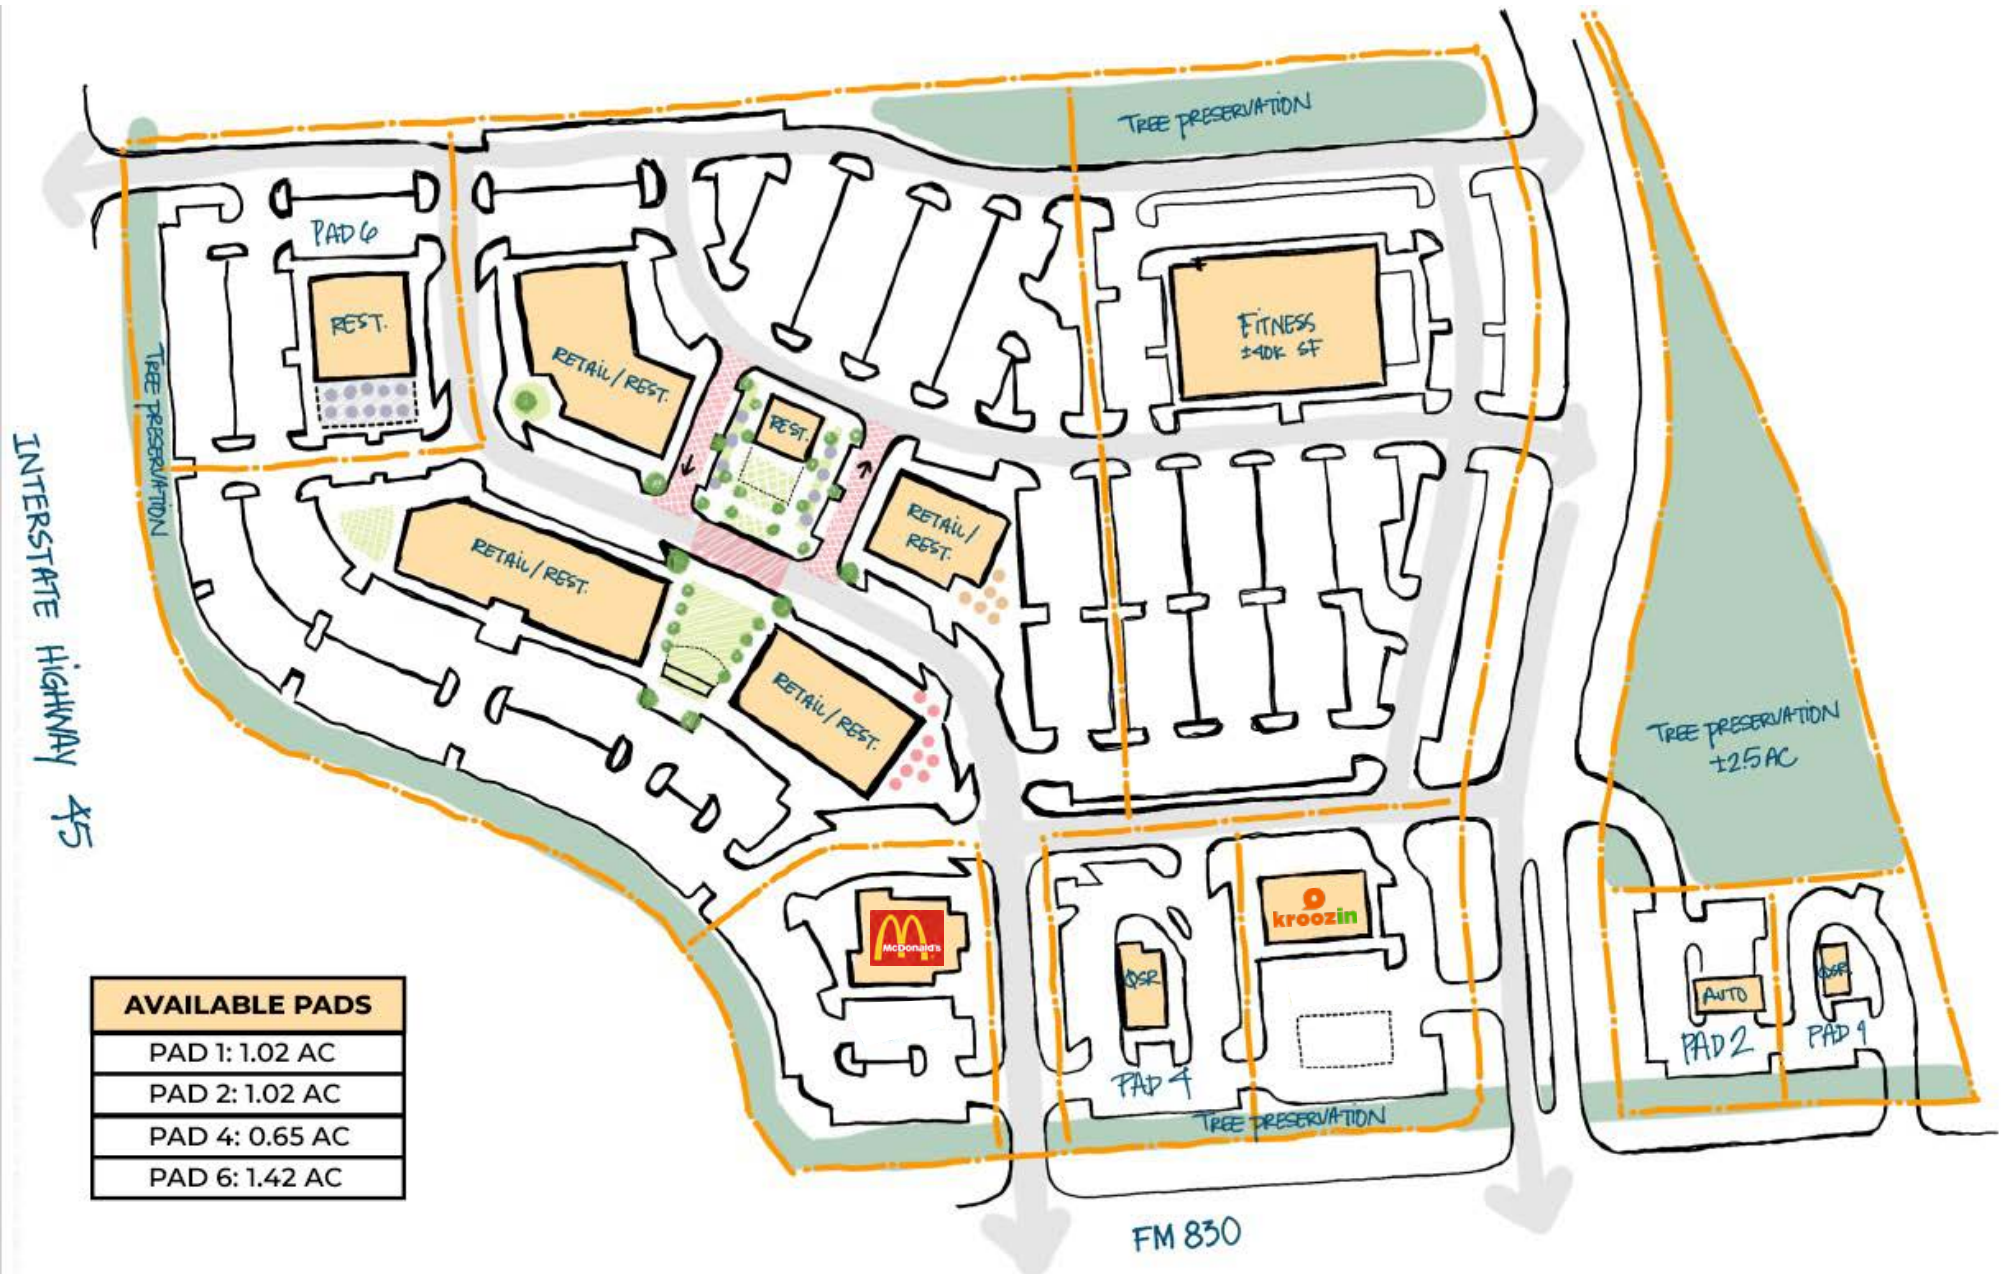 TREE PRESERVATION
PAD 6
REST.
TREE PRESERVATION
RETAIL / REST.
REST.
FITNESS
±40K SF
RETAIL /
REST.
RETAIL / REST.
RETAIL / REST.
INTERSTATE HIGHWAY 45
TREE PRESERVATION
±2.5 AC
McDonald's
QSR
PAD 4
kroozin
AUTO
PAD 2
QSR
PAD 1
TREE PRESERVATION
FM 830
AVAILABLE PADS
PAD 1: 1.02 AC
PAD 2: 1.02 AC
PAD 4: 0.65 AC
PAD 6: 1.42 AC